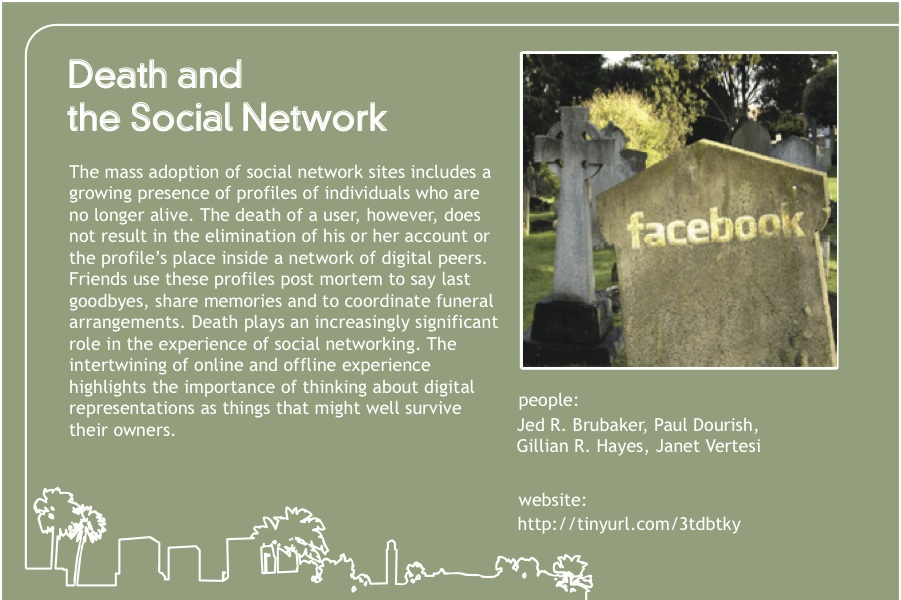 Death and
the Social Network
The mass adoption of social network sites includes a
growing presence of profiles of individuals who are
no longer alive. The death of a user, however, does
not result in the elimination of his or her account or
the profile’s place inside a network of digital peers.
Friends use these profiles post mortem to say last
goodbyes, share memories and to coordinate funeral
arrangements. Death plays an increasingly significant
role in the experience of social networking. The
intertwining of online and offline experience
highlights the importance of thinking about digital
representations as things that might well survive
their owners.
facebook
people:
Jed R. Brubaker, Paul Dourish,
Gillian R. Hayes, Janet Vertesi
website:
http://tinyurl.com/3tdbtky